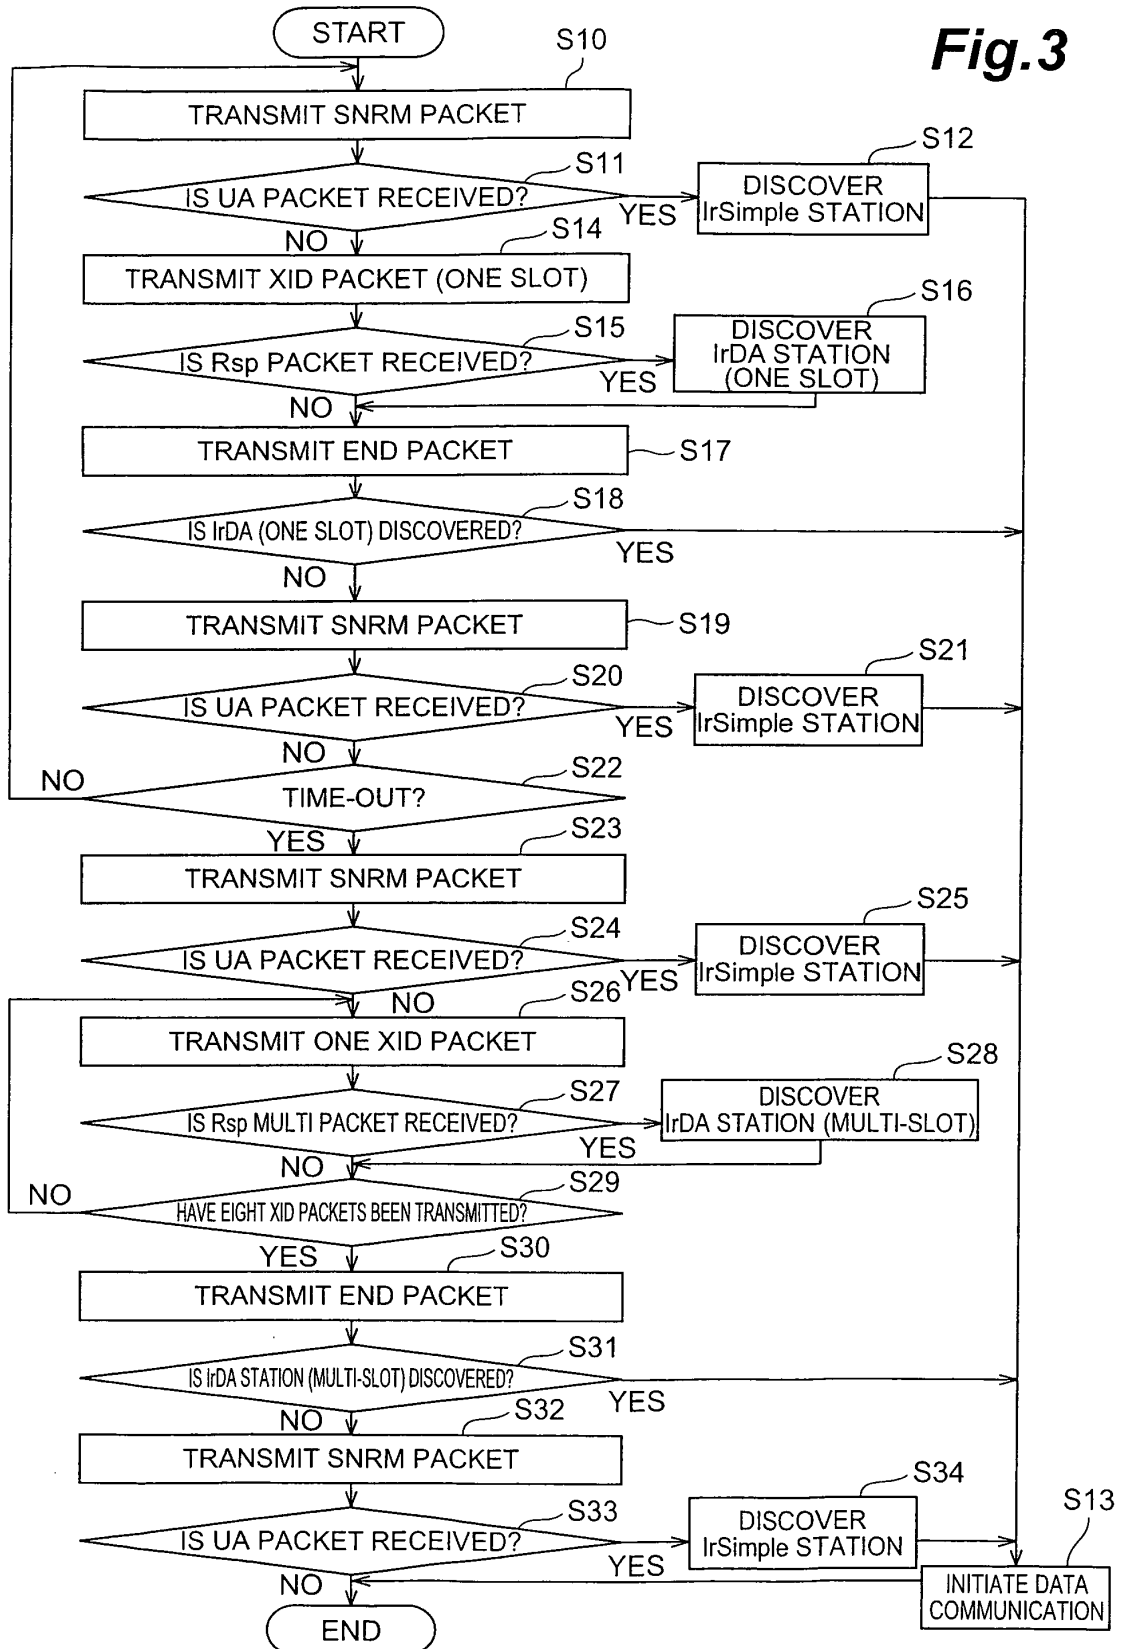 START
Fig.3
S10
TRANSMIT SNRM PACKET
S11
IS UA PACKET RECEIVED?
YES
NO
S12
DISCOVER
IrSimple STATION
S14
TRANSMIT XID PACKET (ONE SLOT)
S15
IS Rsp PACKET RECEIVED?
YES
NO
S16
DISCOVER
IrDA STATION
(ONE SLOT)
TRANSMIT END PACKET
S17
S18
IS IrDA (ONE SLOT) DISCOVERED?
YES
NO
TRANSMIT SNRM PACKET
S19
S20
IS UA PACKET RECEIVED?
YES
NO
S21
DISCOVER
IrSimple STATION
S22
TIME-OUT?
NO
YES
S23
TRANSMIT SNRM PACKET
S24
IS UA PACKET RECEIVED?
YES
NO
S25
DISCOVER
IrSimple STATION
S26
TRANSMIT ONE XID PACKET
S27
IS Rsp MULTI PACKET RECEIVED?
YES
NO
S28
DISCOVER
IrDA STATION (MULTI-SLOT)
S29
HAVE EIGHT XID PACKETS BEEN TRANSMITTED?
NO
YES
S30
TRANSMIT END PACKET
S31
IS IrDA STATION (MULTI-SLOT) DISCOVERED?
YES
NO
S32
TRANSMIT SNRM PACKET
S33
IS UA PACKET RECEIVED?
YES
NO
S34
DISCOVER
IrSimple STATION
S13
INITIATE DATA
COMMUNICATION
END